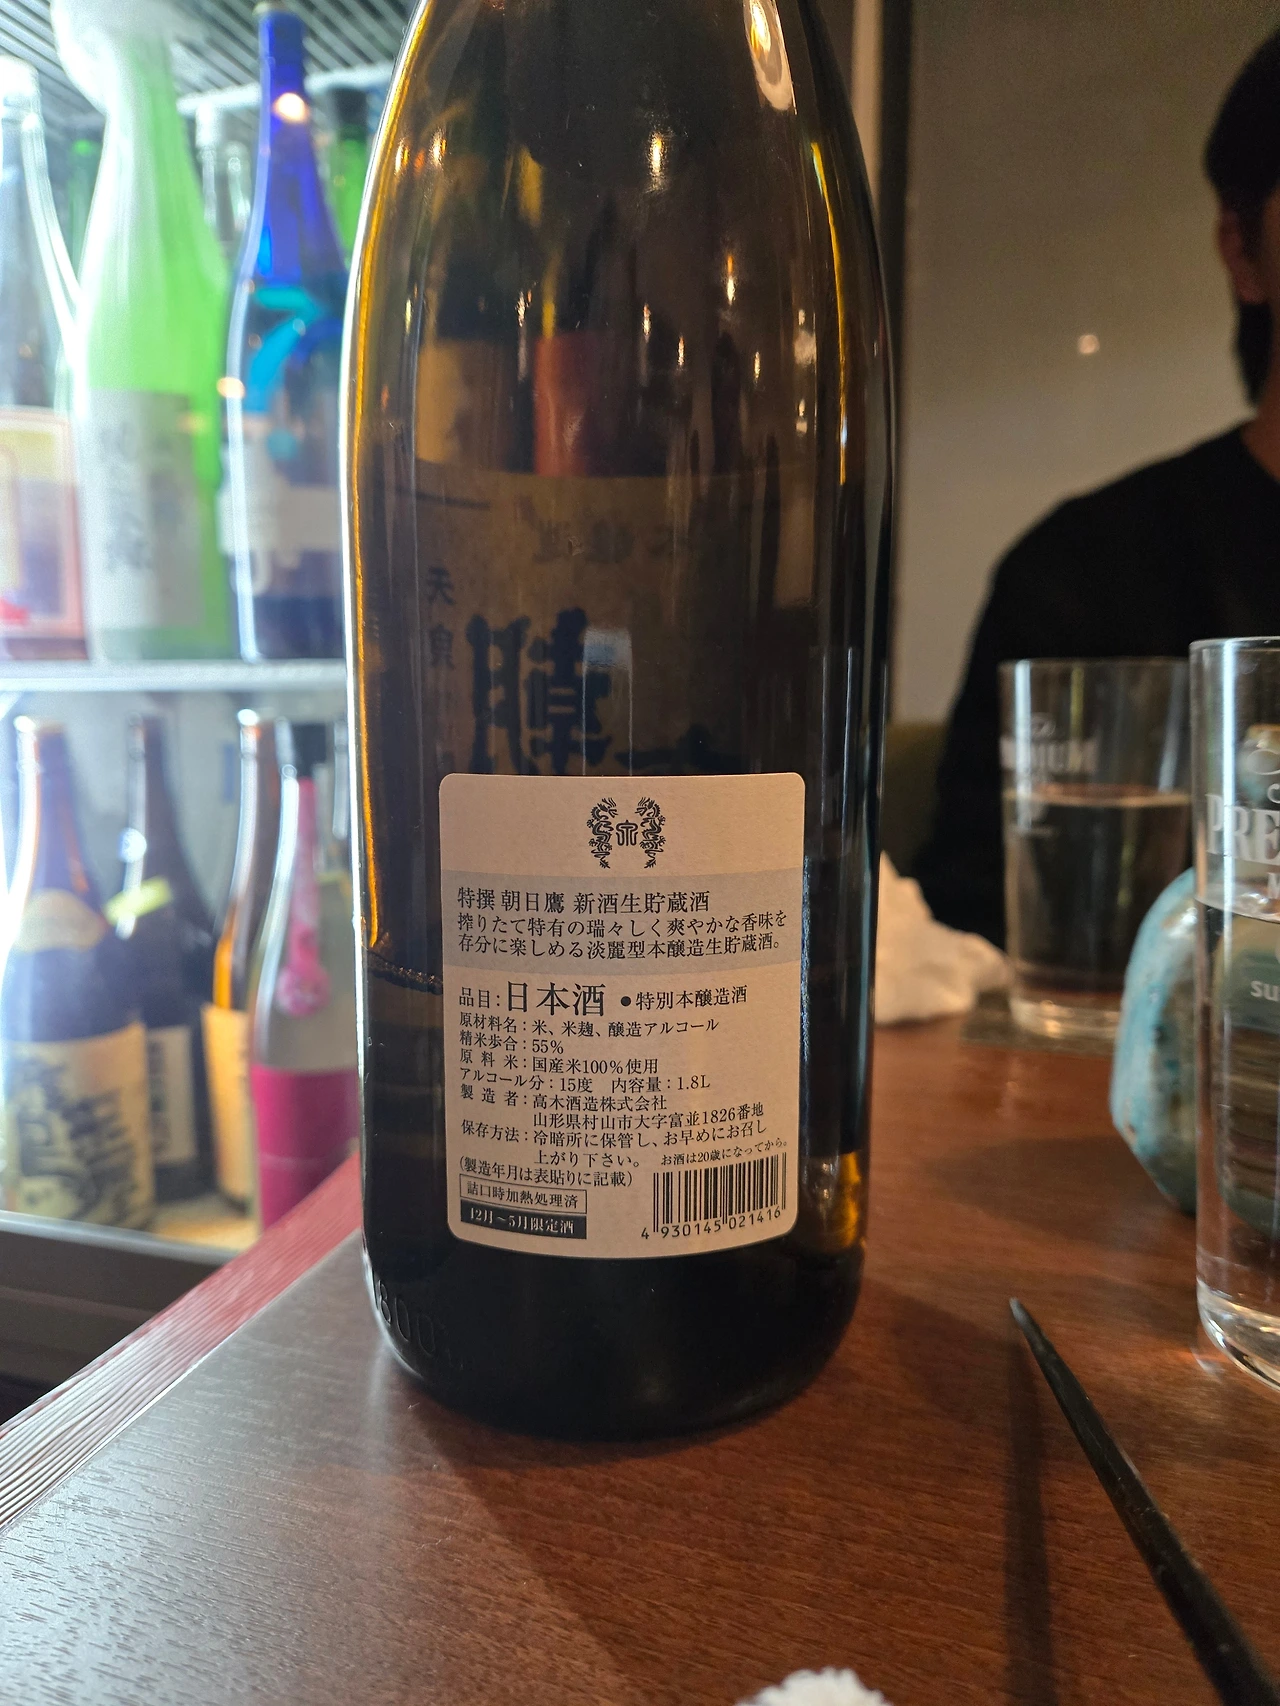 特撰 朝日鷹 新酒生貯蔵酒
搾りたて特有の瑞々しく爽やかな香味を
存分に楽しめる淡麗型本醸造生貯蔵酒。
品目:日本酒 ●特別本醸造酒
原材料名:米、米麹、醸造アルコール
精米歩合:55%
原料米:国産米100%使用
アルコール分:15度 内容量:1.8L
製造者:高木酒造株式会社
山形県村山市大字富並1826番地
保存方法:冷暗所に保管し、お早めにお召し
上がり下さい。 お酒は20歳になってから。
(製造年月は表貼りに記載)
詰口時加熱処理済
12月〜5月限定酒
4 930145 021416
PRE
su